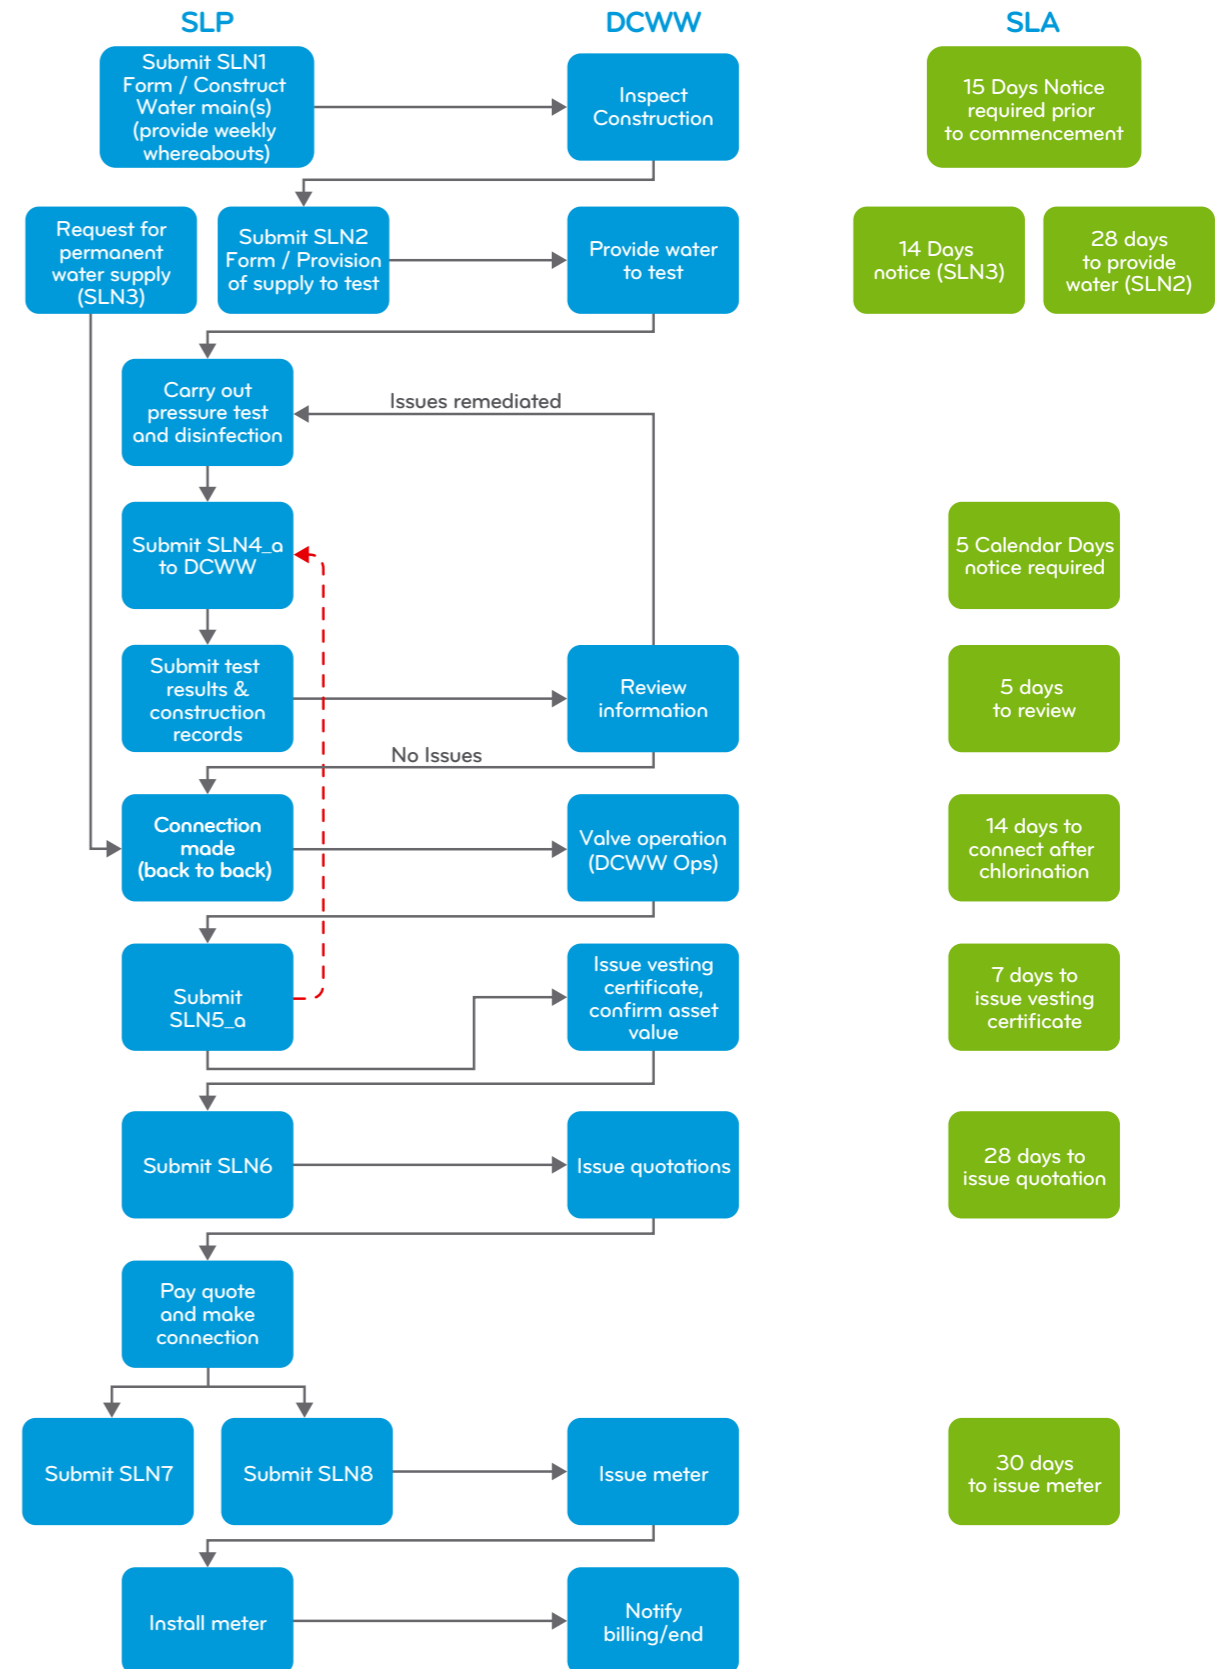 SLP
DCWW
SLA
Submit SLN1
Form / Construct
Water main(s)
(provide weekly
whereabouts)
Inspect
Construction
15 Days Notice
required prior
to commencement
Request for
permanent
water supply
(SLN3)
Submit SLN2
Form / Provision
of supply to test
Provide water
to test
14 Days
notice (SLN3)
28 days
to provide
water (SLN2)
Carry out
pressure test
and disinfection
Issues remediated
Submit SLN4_a
to DCWW
5 Calendar Days
notice required
Submit test
results &
construction
records
Review
information
5 days
to review
No Issues
Connection
made
(back to back)
Valve operation
(DCWW Ops)
14 days to
connect after
chlorination
Submit
SLN5_a
Issue vesting
certificate,
confirm asset
value
7 days to
issue vesting
certificate
Submit SLN6
Issue quotations
28 days to
issue quotation
Pay quote
and make
connection
Submit SLN7
Submit SLN8
Issue meter
30 days
to issue meter
Install meter
Notify
billing/end